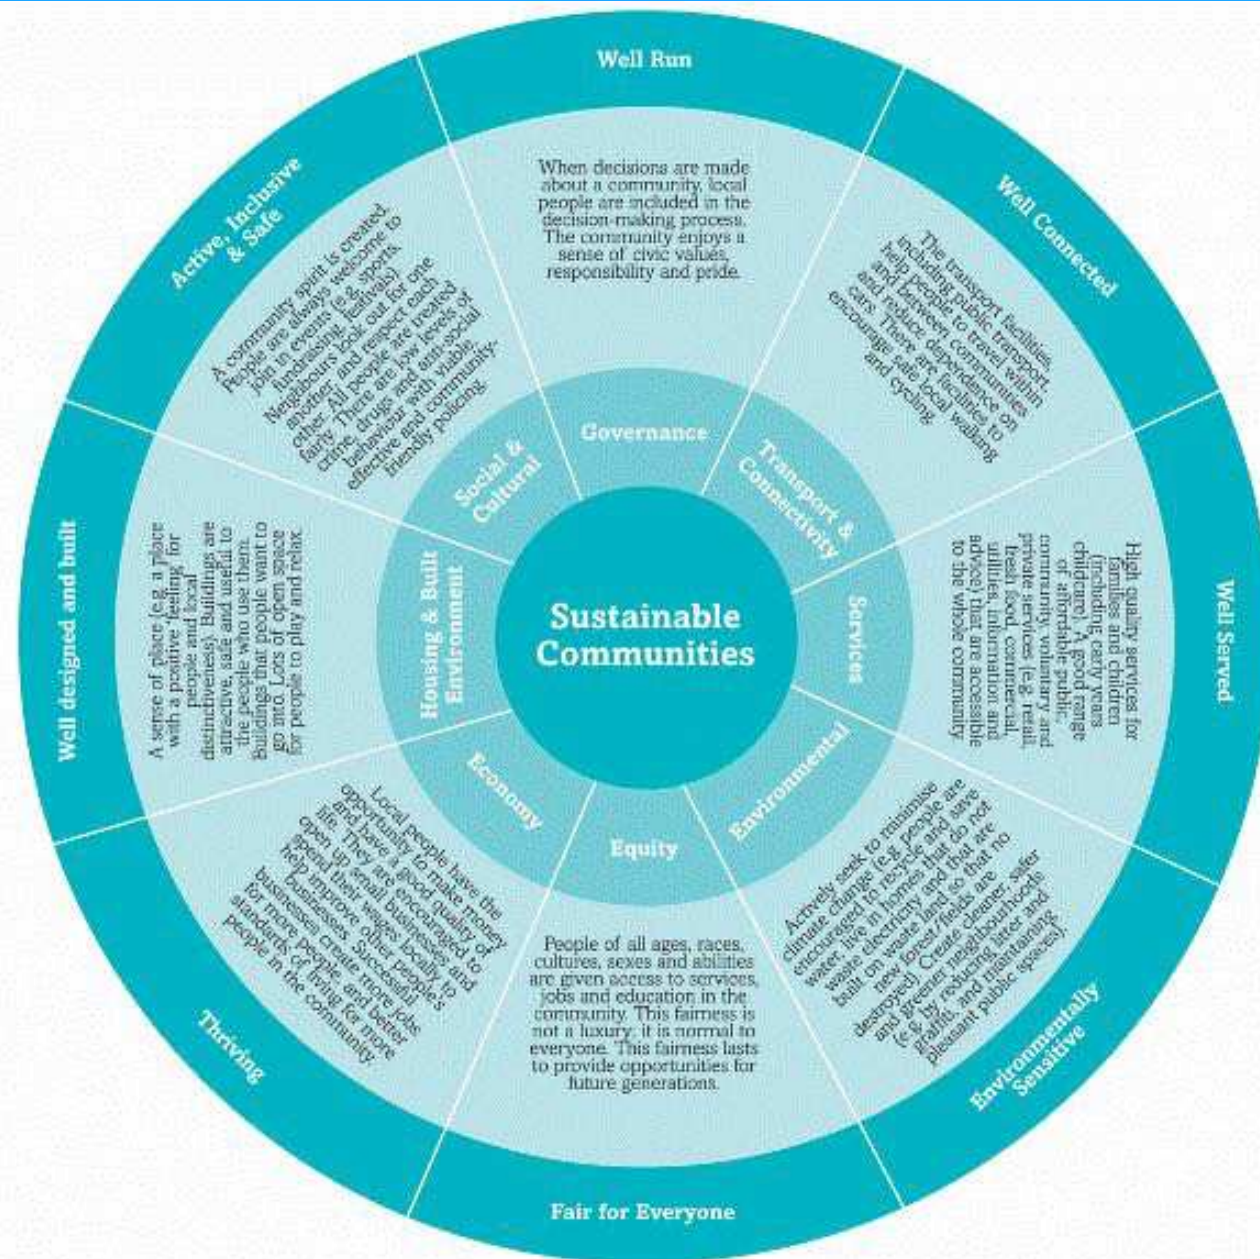 Well Run
When decisions are made
about a community, local
people are included in the
decision-making process.
The community enjoys a
sense of civic values,
responsibility and pride.
Governance
Well Connected
The transport facilities,
including public transport,
help people to travel within
and between communities
and reduce dependence on
cars. There are facilities to
encourage safe local walking
and cycling
Transport &
Connectivity
Well Served
High quality services for
families and children
(including early years
childcare). A good range
of affordable public,
community, voluntary and
private services (e.g. retail,
fresh food, commercial,
utilities, information and
advice) that are accessible
to the whole community.
Services
Environmentally
Sensitive
Actively seek to minimise
climate change (e.g. people are
encouraged to recycle and save
water, live in homes that do not
waste electricity and that are
built on waste land so that no
new forest/fields are
destroyed). Create cleaner, safer
and greener neighbourhoods
(e.g. by reducing litter and
graffiti, and maintaining
pleasant public spaces).
Environmental
Fair for Everyone
People of all ages, races,
cultures, sexes and abilities
are given access to services,
jobs and education in the
community. This fairness is
not a luxury, it is normal to
everyone. This fairness lasts
to provide opportunities for
future generations.
Equity
Thriving
Local people have the
opportunity to make money
and have a good quality of
life. They are encouraged to
open up small businesses and
spend their wages locally, to
help improve other people's
businesses. Successful
businesses create more jobs
for more people, and better
standards of living for more
people in the community.
Economy
Well designed and built
A sense of place (e.g. a place
with a positive feeling for
people and local
distinctiveness). Buildings are
attractive, safe and useful to
the people who use them.
Buildings that people want to
go into. Lots of open space
for people to play and relax.
Housing & Built
Environment
Active, Inclusive
& Safe
A community spirit is created.
People are always welcome to
join in events (e.g. sports,
fundraising, festivals).
Neighbours look out for one
another and respect each
other. All people are treated
fairly. There are low levels of
crime, drugs and anti-social
behaviour with viable,
effective and community-
friendly policing.
Social &
Cultural
Sustainable
Communities